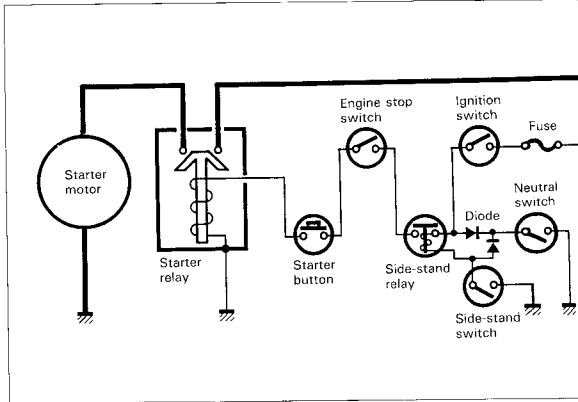 Engine stop
switch
Ignition
switch
Fuse
Starter
motor
Neutral
switch
Diode
Starter
relay
Starter
button
Side-stand
relay
Side-stand
switch